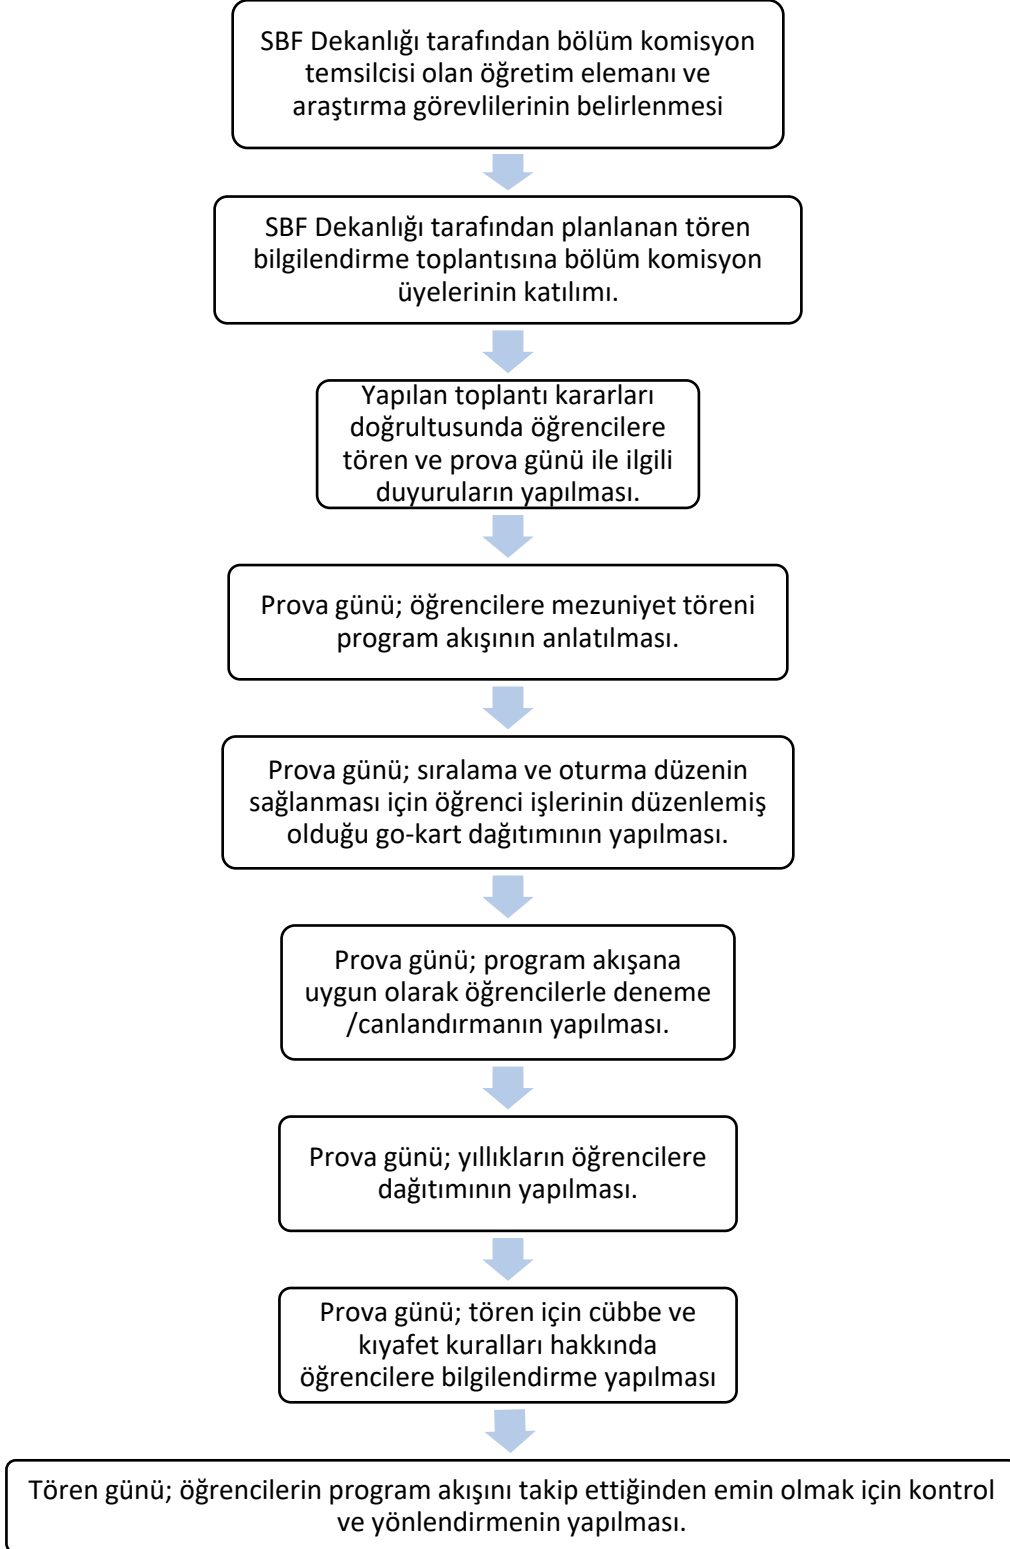 SBF Dekanlığı tarafından bölüm komisyon
temsilcisi olan öğretim elemanı ve
araştırma görevlilerinin belirlenmesi
SBF Dekanlığı tarafından planlanan tören
bilgilendirme toplantısına bölüm komisyon
üyelerinin katılımı.
Yapılan toplantı kararları
doğrultusunda öğrencilere
tören ve prova günü ile ilgili
duyuruların yapılması.
Prova günü; öğrencilere mezuniyet töreni
program akışının anlatılması.
Prova günü; sıralama ve oturma düzenin
sağlanması için öğrenci işlerinin düzenlemiş
olduğu go-kart dağıtımının yapılması.
Prova günü; program akışana
uygun olarak öğrencilerle deneme
/canlandırmanın yapılması.
Prova günü; yıllıkların öğrencilere
dağıtımının yapılması.
Prova günü; tören için cübbe ve
kıyafet kuralları hakkında
öğrencilere bilgilendirme yapılması
Tören günü; öğrencilerin program akışını takip ettiğinden emin olmak için kontrol
ve yönlendirmenin yapılması.